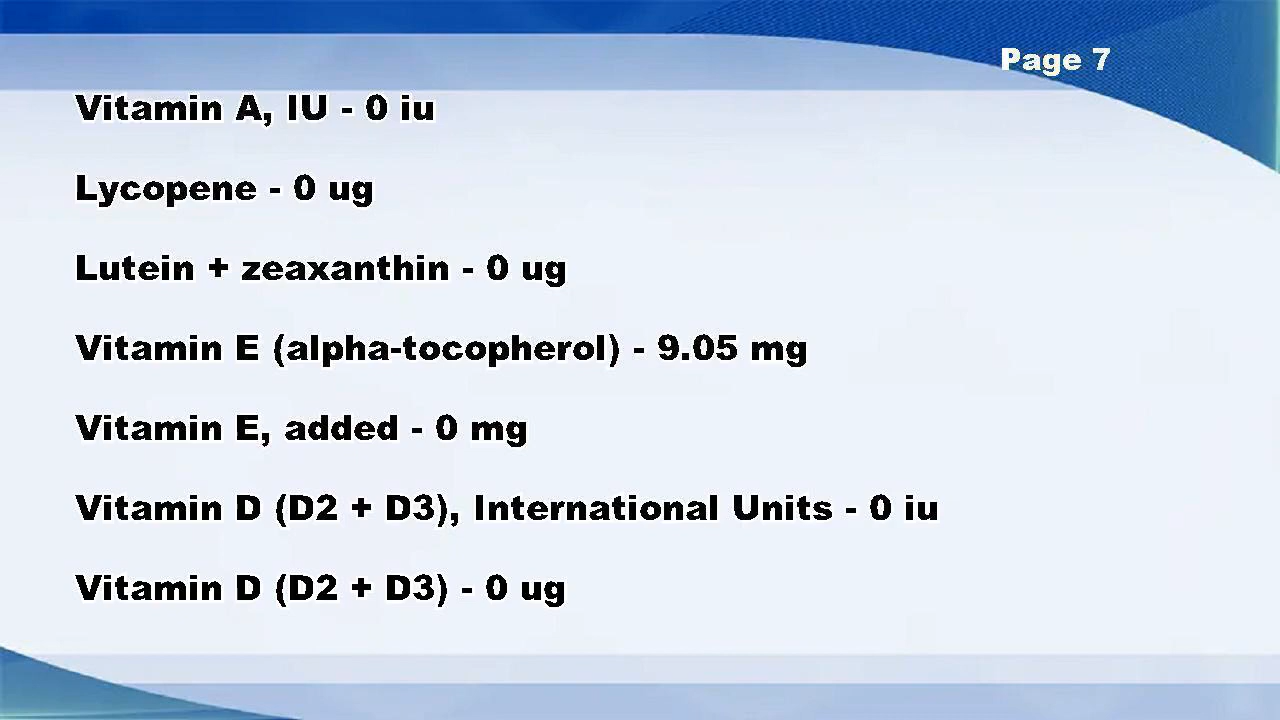 Page 7
Vitamin A, IU - 0 iu
Lycopene - 0 ug
Lutein + zeaxanthin - 0 ug
Vitamin E (alpha-tocopherol) - 9.05 mg
Vitamin E, added - 0 mg
Vitamin D (D2 + D3), International Units - 0 iu
Vitamin D (D2 + D3) - 0 ug